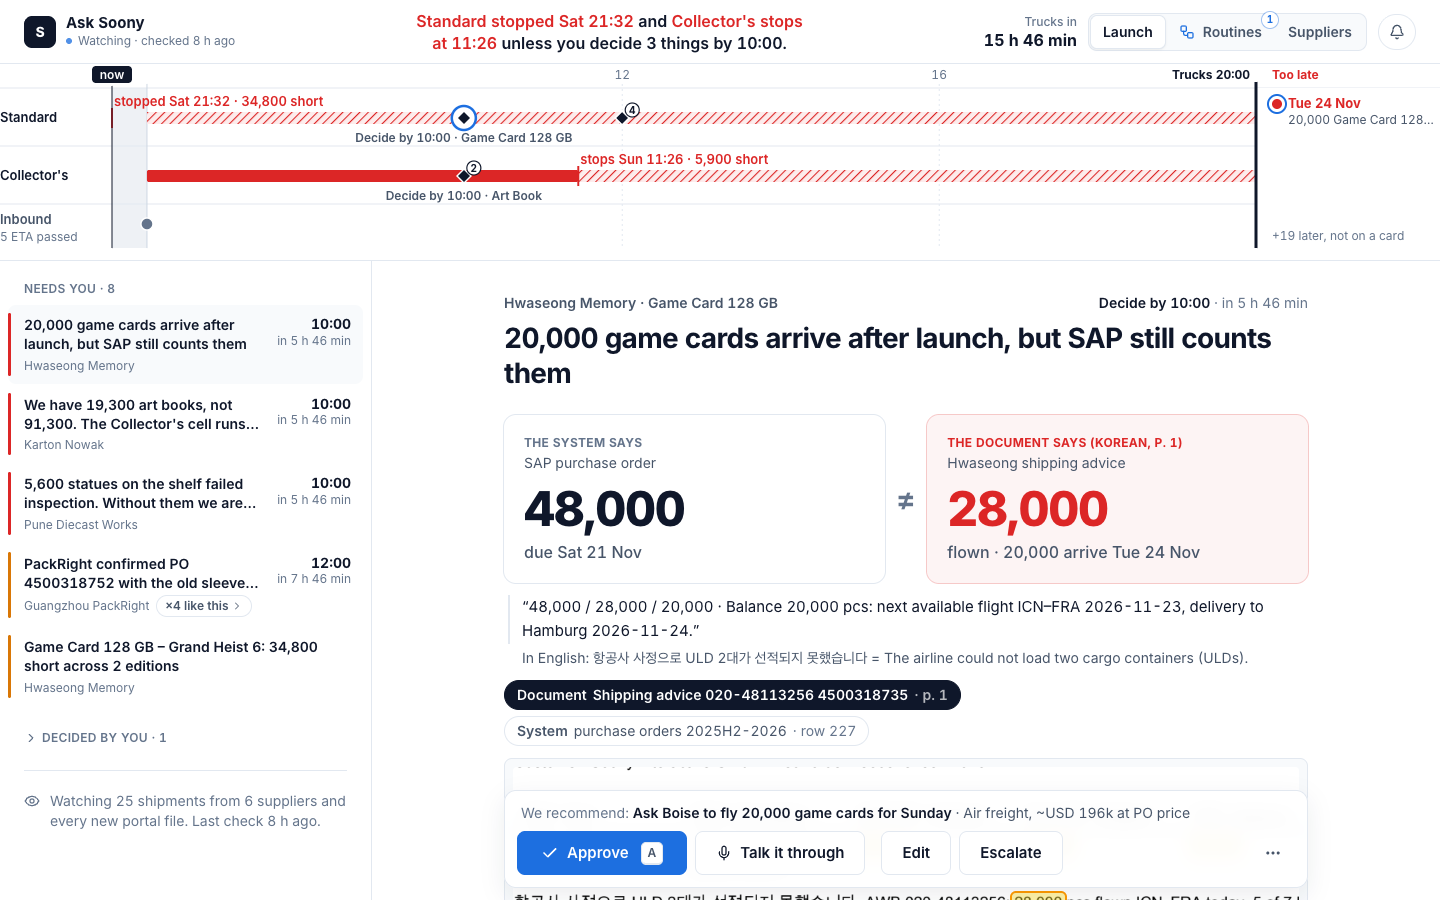 S
Ask Soony
Watching · checked 8 h ago
Standard stopped Sat 21:32 and Collector's stops
at 11:26 unless you decide 3 things by 10:00.
Trucks in
15 h 46 min
Launch
Routines
1
Suppliers
now
12
16
Trucks 20:00
Too late
Standard
stopped Sat 21:32 · 34,800 short
4
Decide by 10:00 · Game Card 128 GB
Tue 24 Nov
20,000 Game Card 128…
Collector's
stops Sun 11:26 · 5,900 short
2
Decide by 10:00 · Art Book
Inbound
5 ETA passed
+19 later, not on a card
NEEDS YOU · 8
20,000 game cards arrive after
launch, but SAP still counts them
10:00
in 5 h 46 min
Hwaseong Memory
We have 19,300 art books, not
91,300. The Collector's cell runs…
10:00
in 5 h 46 min
Karton Nowak
5,600 statues on the shelf failed
inspection. Without them we are…
10:00
in 5 h 46 min
Pune Diecast Works
PackRight confirmed PO
4500318752 with the old sleeve…
12:00
in 7 h 46 min
Guangzhou PackRight
×4 like this
Game Card 128 GB – Grand Heist 6: 34,800
short across 2 editions
Hwaseong Memory
DECIDED BY YOU · 1
Watching 25 shipments from 6 suppliers and
every new portal file. Last check 8 h ago.
Hwaseong Memory · Game Card 128 GB
Decide by 10:00 · in 5 h 46 min
20,000 game cards arrive after launch, but SAP still counts
them
THE SYSTEM SAYS
SAP purchase order
48,000
due Sat 21 Nov
≠
THE DOCUMENT SAYS (KOREAN, P. 1)
Hwaseong shipping advice
28,000
flown · 20,000 arrive Tue 24 Nov
“48,000 / 28,000 / 20,000 · Balance 20,000 pcs: next available flight ICN–FRA 2026-11-23, delivery to
Hamburg 2026-11-24.”
In English: 항공사 사정으로 ULD 2대가 선적되지 못했습니다 = The airline could not load two cargo containers (ULDs).
Document Shipping advice 020-48113256 4500318735 · p. 1
System purchase orders 2025H2-2026 · row 227
We recommend: Ask Boise to fly 20,000 game cards for Sunday · Air freight, ~USD 196k at PO price
Approve A
Talk it through
Edit
Escalate